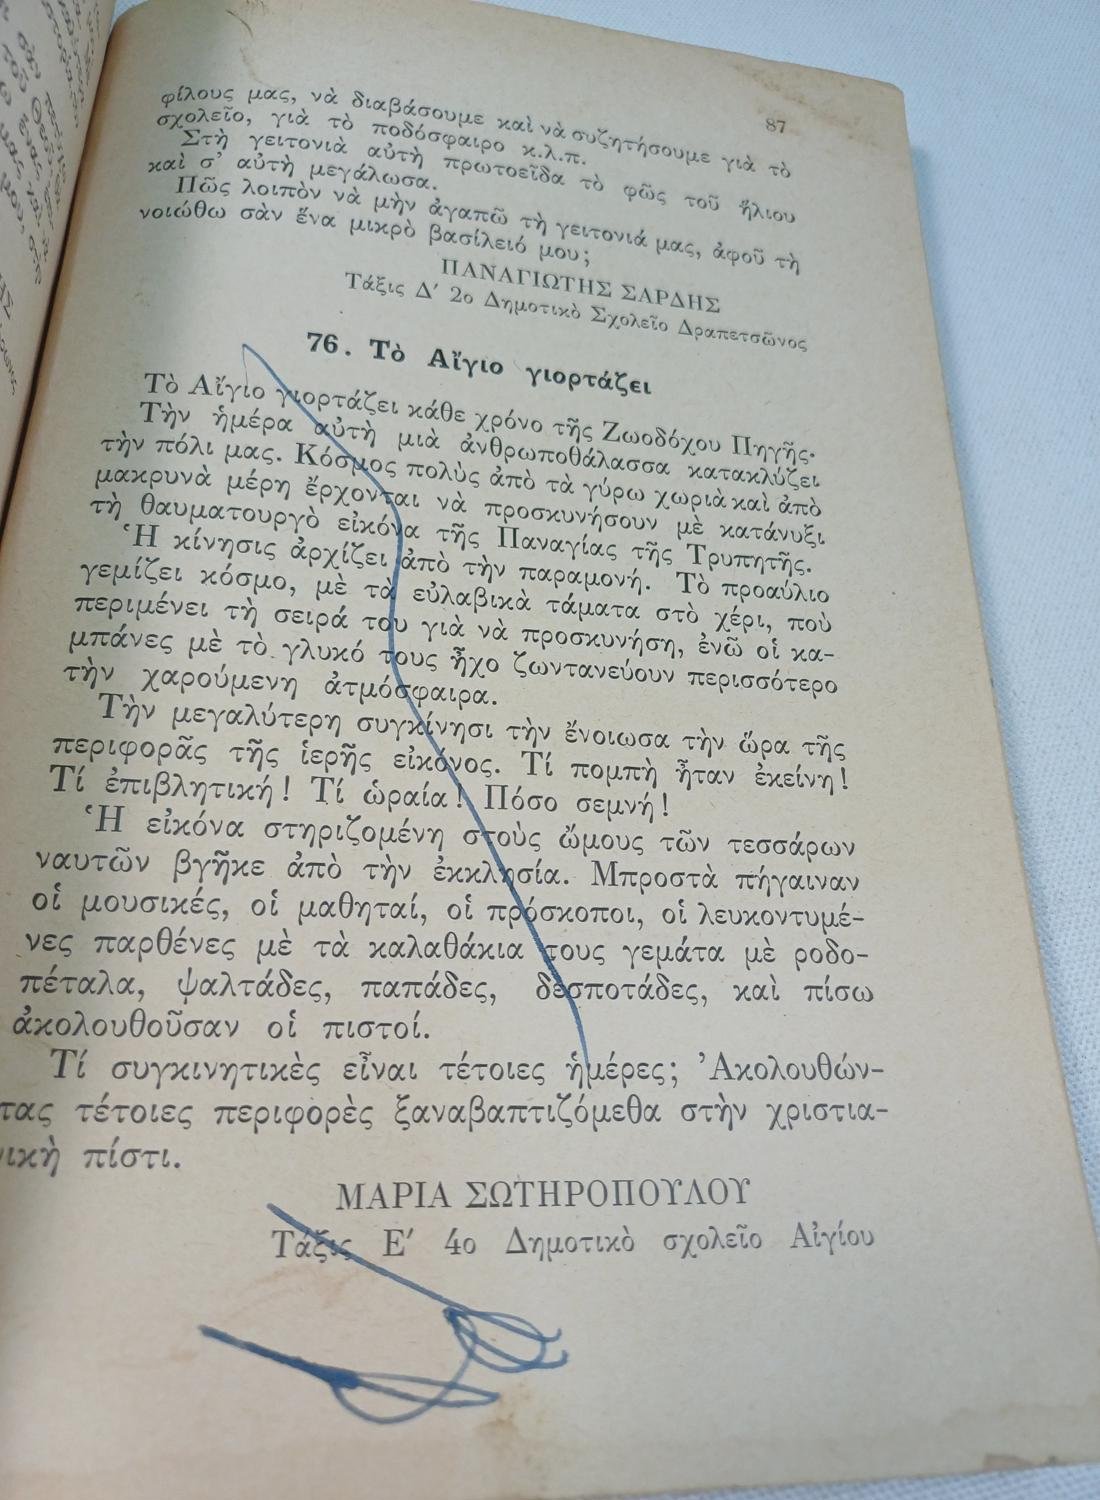 87
φίλους μας, νὰ διαβάσουμε καὶ νὰ συζητήσουμε γιὰ τὸ
σχολεῖο, γιὰ τὸ ποδόσφαιρο κ.λ.π.
Στὴ γειτονιὰ αὐτὴ πρωτοεῖδα τὸ φῶς τοῦ ἥλιου
καὶ σ' αὐτὴ μεγάλωσα.
Πῶς λοιπὸν νὰ μὴν ἀγαπῶ τὴ γειτονιά μας, ἀφοῦ τὴ
νοιώθω σὰν ἕνα μικρὸ βασίλειό μου;
ΠΑΝΑΓΙΩΤΗΣ ΣΑΡΔΗΣ
Τάξις Δ' 2ο Δημοτικὸ Σχολεῖο Δραπετσῶνος
76. Τὸ Αἴγιο γιορτάζει
Τὸ Αἴγιο γιορτάζει κάθε χρόνο τῆς Ζωοδόχου Πηγῆς·
Τὴν ἡμέρα αὐτὴ μιὰ ἀνθρωποθάλασσα κατακλύζει
τὴν πόλι μας. Κόσμος πολὺς ἀπὸ τὰ γύρω χωριὰ καὶ ἀπὸ
μακρυνὰ μέρη ἔρχονται νὰ προσκυνήσουν μὲ κατάνυξι
τὴ θαυματουργὸ εἰκόνα τῆς Παναγίας τῆς Τρυπητῆς.
Ἡ κίνησις ἀρχίζει ἀπὸ τὴν παραμονή. Τὸ προαύλιο
γεμίζει κόσμο, μὲ τὰ εὐλαβικὰ τάματα στὸ χέρι, ποὺ
περιμένει τὴ σειρά του γιὰ νὰ προσκυνήση, ἐνῶ οἱ κα-
μπάνες μὲ τὸ γλυκό τους ἦχο ζωντανεύουν περισσότερο
τὴν χαρούμενη ἀτμόσφαιρα.
Τὴν μεγαλύτερη συγκίνησι τὴν ἔνοιωσα τὴν ὥρα τῆς
περιφορᾶς τῆς ἱερῆς εἰκόνος. Τί πομπὴ ἦταν ἐκείνη!
Τί ἐπιβλητική! Τί ὡραία! Πόσο σεμνή!
Ἡ εἰκόνα στηριζομένη στοὺς ὤμους τῶν τεσσάρων
ναυτῶν βγῆκε ἀπὸ τὴν ἐκκλησία. Μπροστὰ πήγαιναν
οἱ μουσικές, οἱ μαθηταί, οἱ πρόσκοποι, οἱ λευκοντυμέ-
νες παρθένες μὲ τὰ καλαθάκια τους γεμάτα μὲ ροδο-
πέταλα, ψαλτάδες, παπάδες, δεσποτάδες, καὶ πίσω
ἀκολουθοῦσαν οἱ πιστοί.
Τί συγκινητικὲς εἶναι τέτοιες ἡμέρες; Ἀκολουθών-
τας τέτοιες περιφορὲς ξαναβαπτιζόμεθα στὴν χριστια-
νικὴ πίστι.
ΜΑΡΙΑ ΣΩΤΗΡΟΠΟΥΛΟΥ
Τάξις Ε' 4ο Δημοτικὸ σχολεῖο Αἰγίου